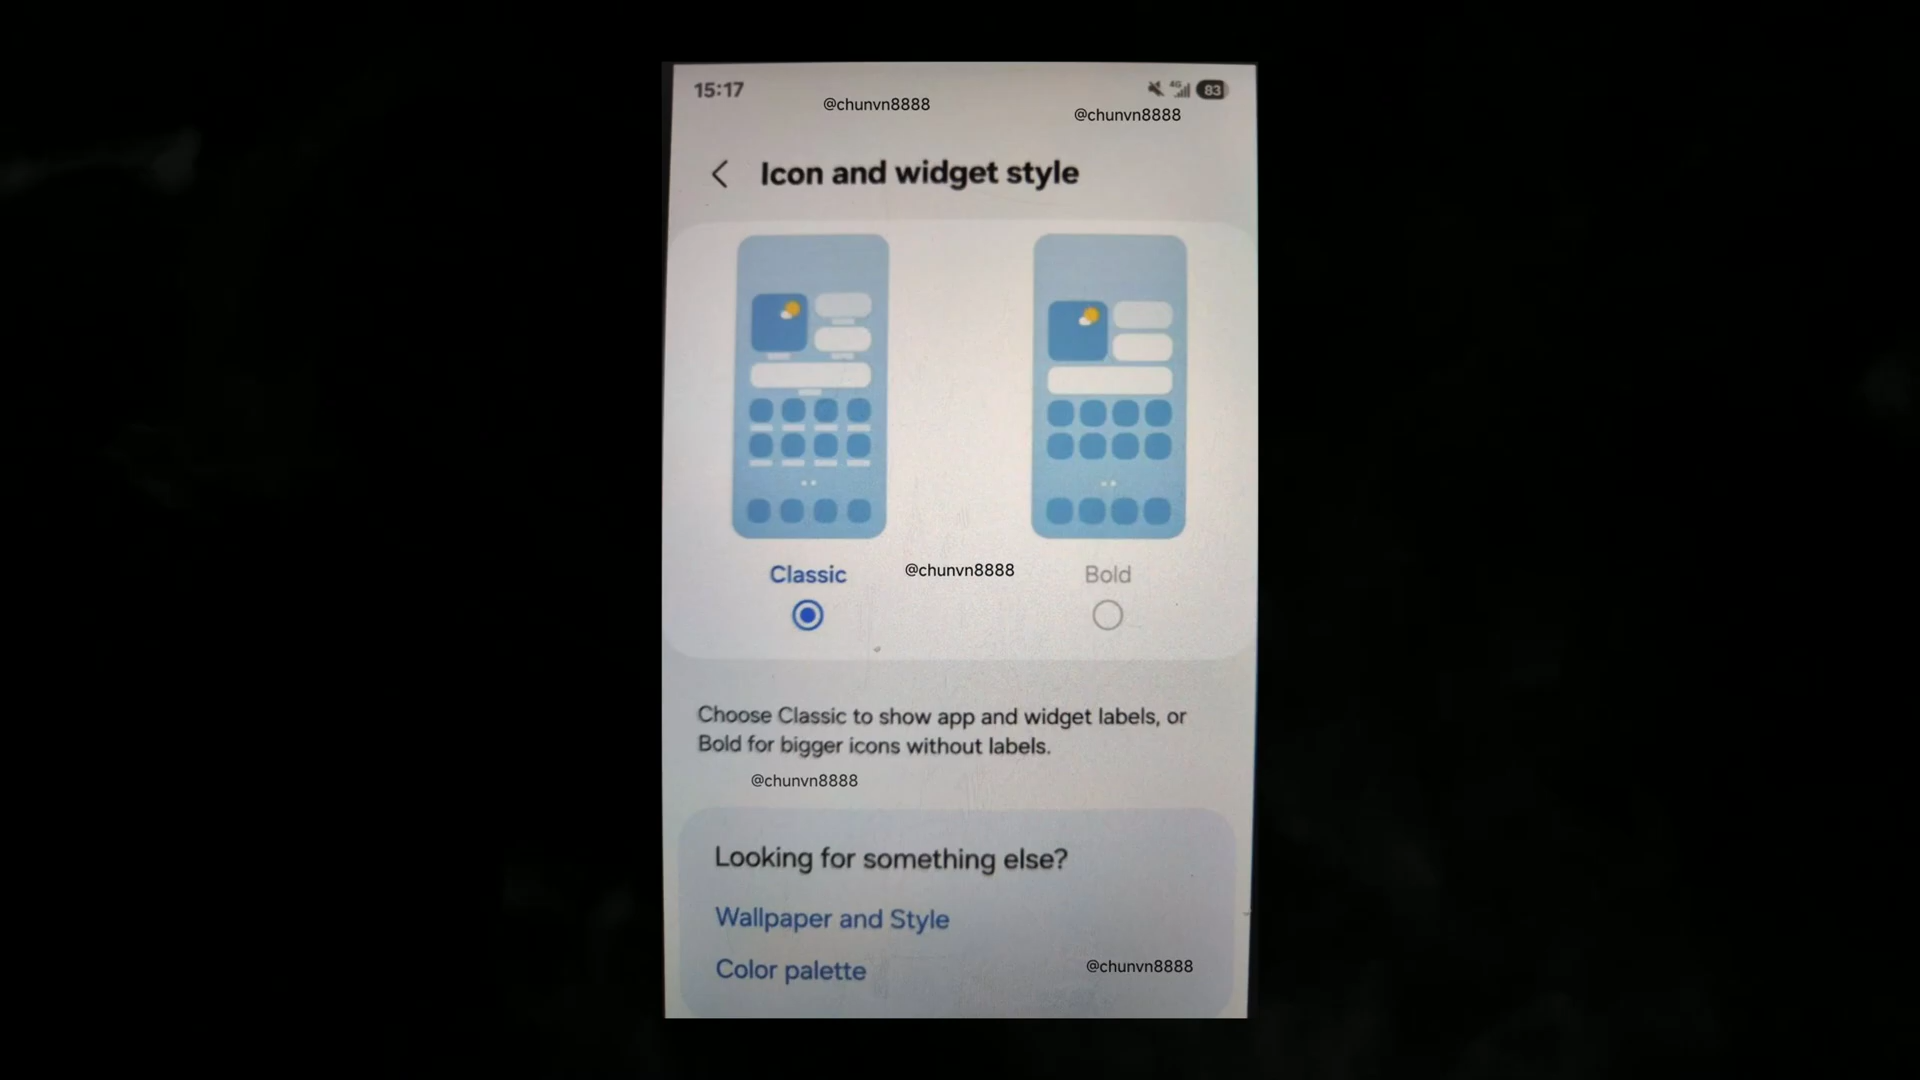 15:17
4G
83
@chunvn8888
@chunvn8888
Icon and widget style
Classic
@chunvn8888
Bold
Choose Classic to show app and widget labels, or
Bold for bigger icons without labels.
@chunvn8888
Looking for something else?
Wallpaper and Style
Color palette
@chunvn8888